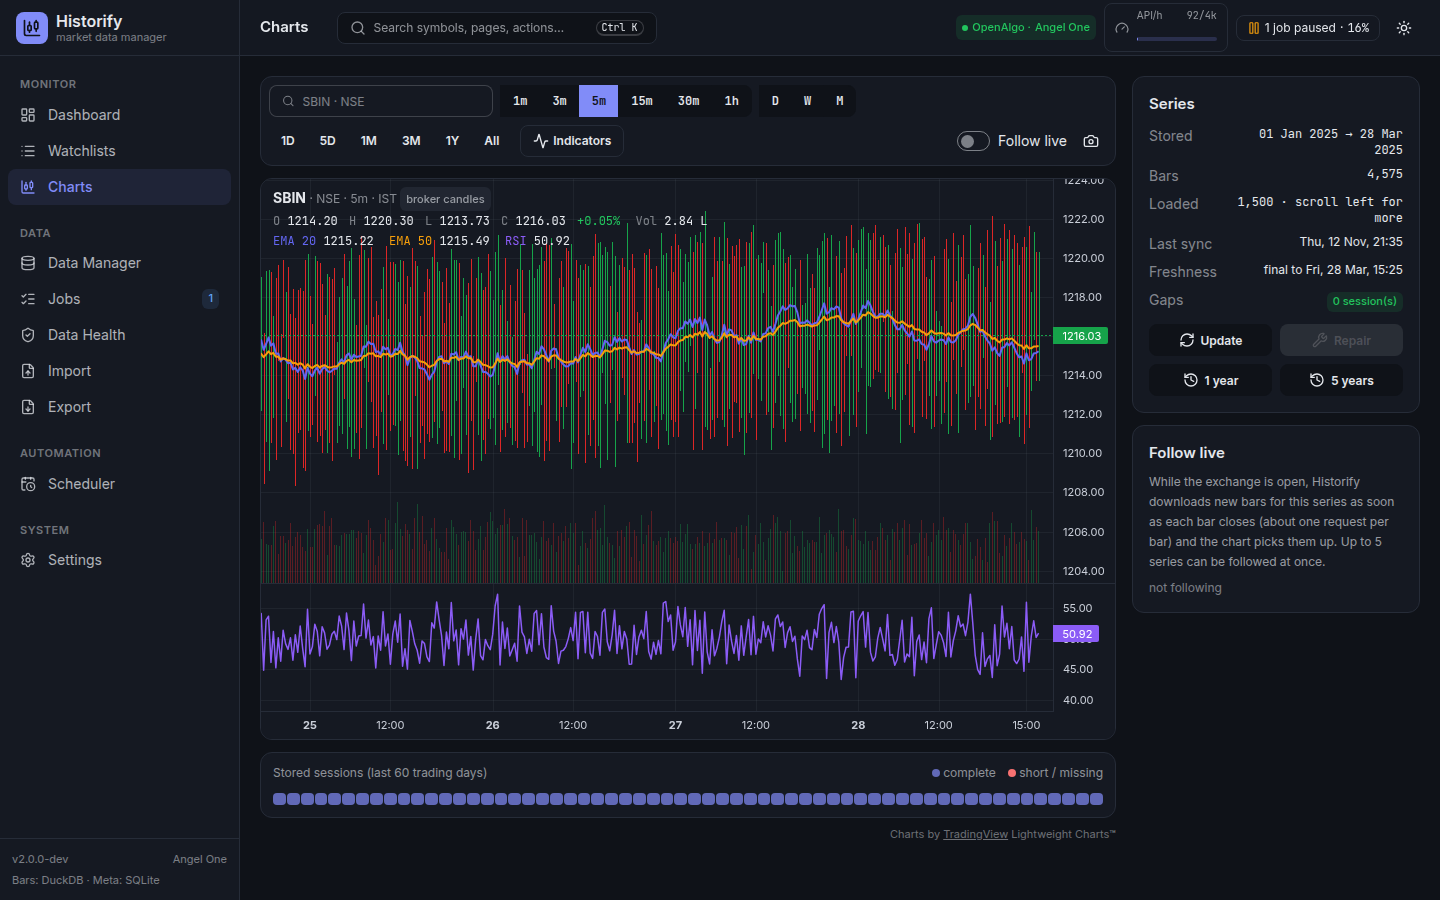 Historify
market data manager
MONITOR
Dashboard
Watchlists
Charts
DATA
Data Manager
Jobs 1
Data Health
Import
Export
AUTOMATION
Scheduler
SYSTEM
Settings
v2.0.0-dev Angel One
Bars: DuckDB · Meta: SQLite
Charts
Search symbols, pages, actions... Ctrl K
OpenAlgo · Angel One
API/h 92/4k
1 job paused · 16%
SBIN · NSE
1m 3m 5m 15m 30m 1h D W M
1D 5D 1M 3M 1Y All Indicators
Follow live
SBIN · NSE · 5m · IST broker candles
O 1214.20 H 1220.30 L 1213.73 C 1216.03 +0.05% Vol 2.84 L
EMA 20 1215.22 EMA 50 1215.49 RSI 50.92
1224.00
1222.00
1220.00
1218.00
1216.03
1214.00
1212.00
1210.00
1208.00
1206.00
1204.00
55.00
50.92
45.00
40.00
25 12:00 26 12:00 27 12:00 28 12:00 15:00
Stored sessions (last 60 trading days) complete short / missing
Charts by TradingView Lightweight Charts™
Series
Stored 01 Jan 2025 → 28 Mar
2025
Bars 4,575
Loaded 1,500 · scroll left for
more
Last sync Thu, 12 Nov, 21:35
Freshness final to Fri, 28 Mar, 15:25
Gaps 0 session(s)
Update Repair
1 year 5 years
Follow live
While the exchange is open, Historify
downloads new bars for this series as soon
as each bar closes (about one request per
bar) and the chart picks them up. Up to 5
series can be followed at once.
not following